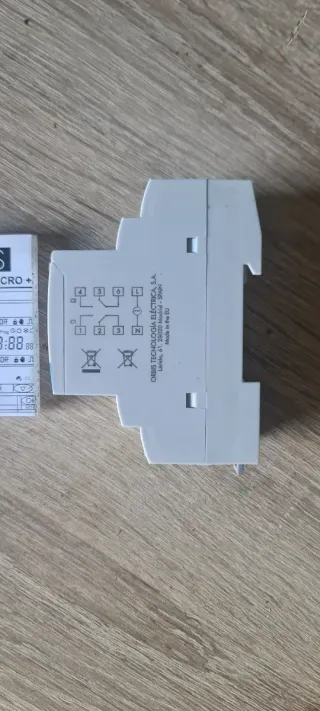 S
CRO +
4 5 6 L
1 2 3 N
ORBIS TECNOLOGÍA ELÉCTRICA, S.A.
Lérida, 61. 28020 Madrid - SPAIN
Made in the EU